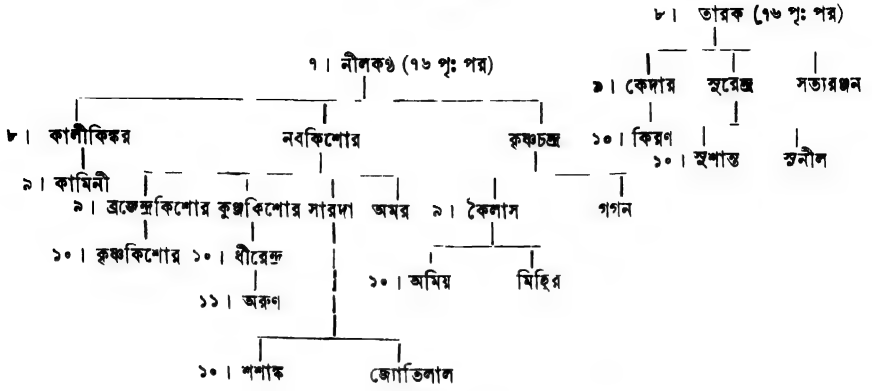 ৮। তারক (১৬ পৃঃ পর)
৭। নীলকণ্ঠ (১৬ পৃঃ পর)
৯। কেদার সুরেন্দ্র সত্যরঞ্জন
৮। কালীকিঙ্কর নবকিশোর কৃষ্ণচন্দ্র ১০। কিরণ
১০। সুশান্ত সুনীল
৯। কামিনী
৯। ব্রজেন্দ্রকিশোর কুঞ্জকিশোর সারদা অমর ৯। কৈলাস গগন
১০। কৃষ্ণকিশোর ১০। ধীরেন্দ্র
১০। অমিয় মিহির
১১। অরুণ
১০। শশাঙ্ক জ্যোতিলাল